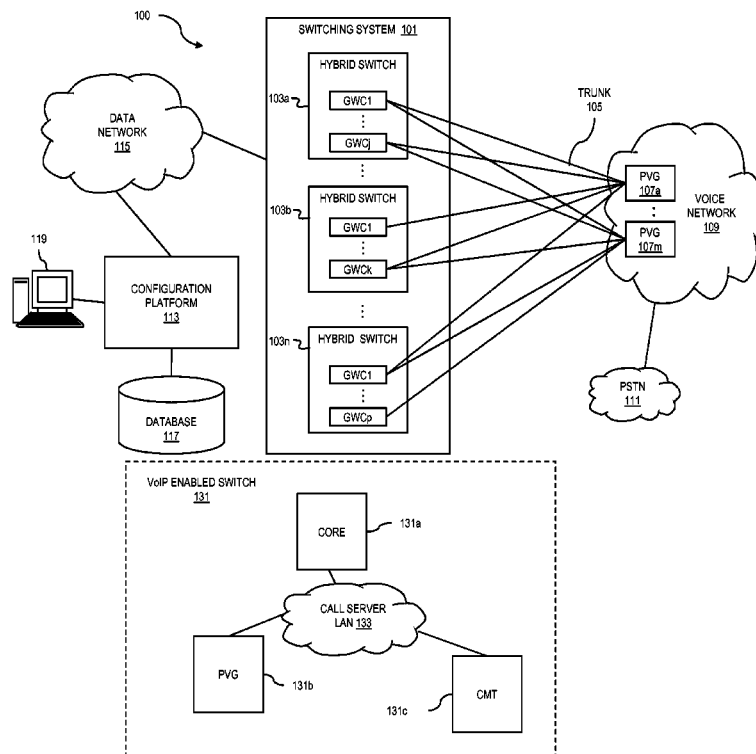 100
SWITCHING SYSTEM 101
HYBRID SWITCH
103a
GWC1
GWCj
TRUNK
105
DATA
NETWORK
115
PVG
107a
VOICE
NETWORK
109
PVG
107m
HYBRID SWITCH
103b
GWC1
GWCk
119
CONFIGURATION
PLATFORM
113
HYBRID SWITCH
103n
GWC1
GWCp
PSTN
111
DATABASE
117
VoIP ENABLED SWITCH
131
CORE
131a
CALL SERVER
LAN 133
PVG
131b
CMT
131c